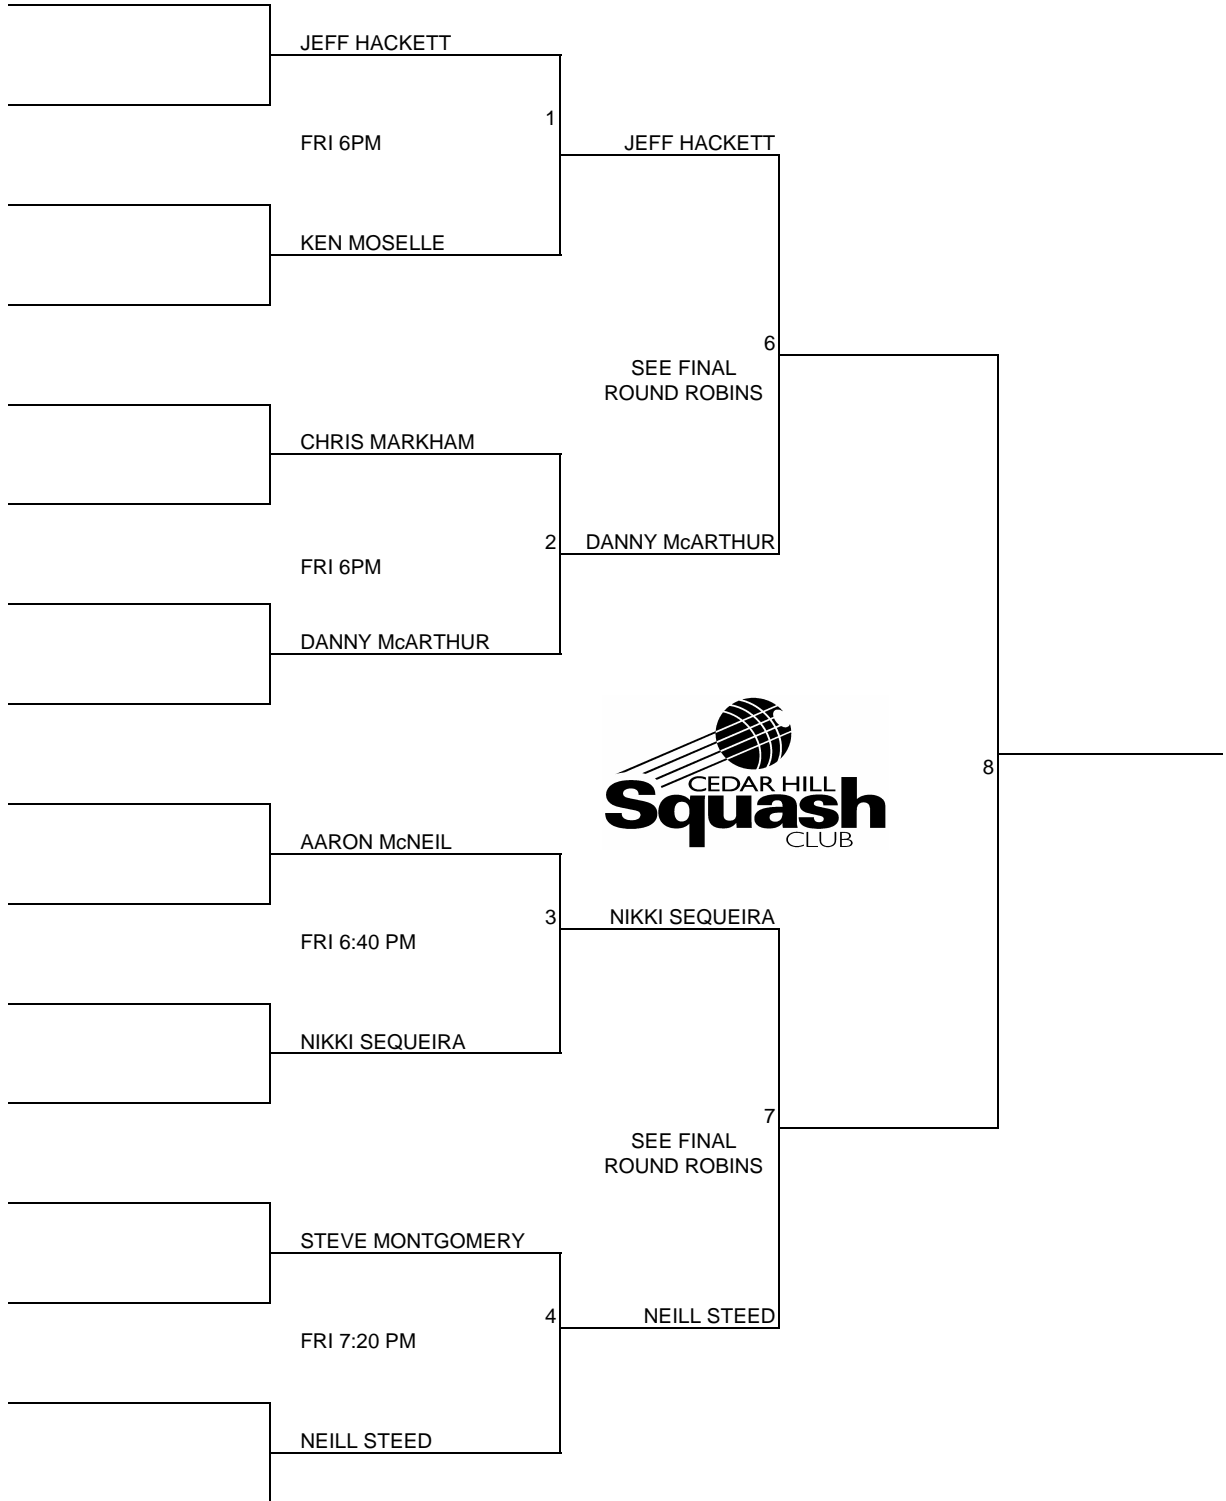 JEFF HACKETT
1
FRI 6PM
JEFF HACKETT
KEN MOSELLE
6
SEE FINAL
ROUND ROBINS
CHRIS MARKHAM
2
DANNY McARTHUR
FRI 6PM
DANNY McARTHUR
CEDAR HILL
Squash
CLUB
8
AARON McNEIL
3
NIKKI SEQUEIRA
FRI 6:40 PM
NIKKI SEQUEIRA
7
SEE FINAL
ROUND ROBINS
STEVE MONTGOMERY
4
NEILL STEED
FRI 7:20 PM
NEILL STEED